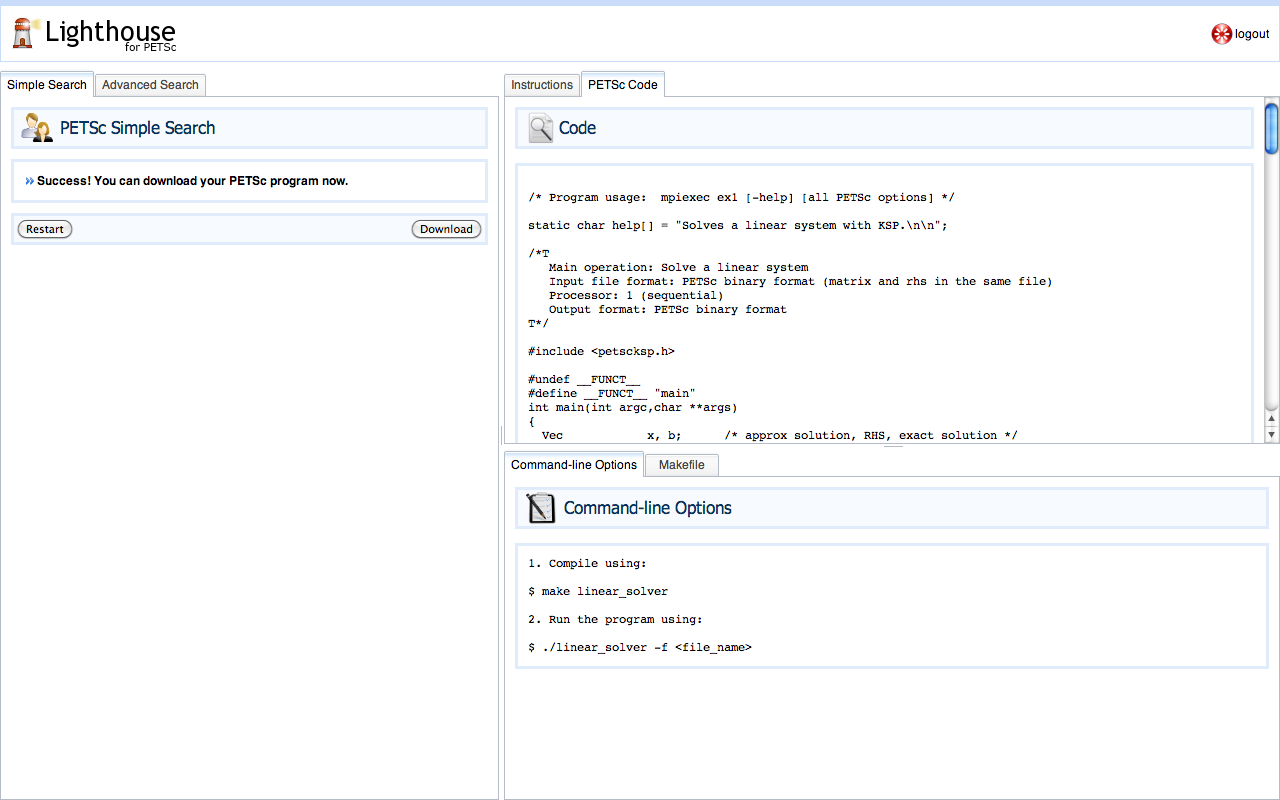 Lighthouse
for PETSc
logout
Simple Search
Advanced Search
PETSc Simple Search
» Success! You can download your PETSc program now.
Restart
Download
Instructions
PETSc Code
Code
/* Program usage:  mpiexec ex1 [-help] [all PETSc options] */
static char help[] = "Solves a linear system with KSP.\n\n";
/*T
   Main operation: Solve a linear system
   Input file format: PETSc binary format (matrix and rhs in the same file)
   Processor: 1 (sequential)
   Output format: PETSc binary format
T*/
#include <petscksp.h>
#undef __FUNCT__
#define __FUNCT__ "main"
int main(int argc,char **args)
{
  Vec            x, b;      /* approx solution, RHS, exact solution */
Command-line Options
Makefile
Command-line Options
1. Compile using:
$ make linear_solver
2. Run the program using:
$ ./linear_solver -f <file_name>